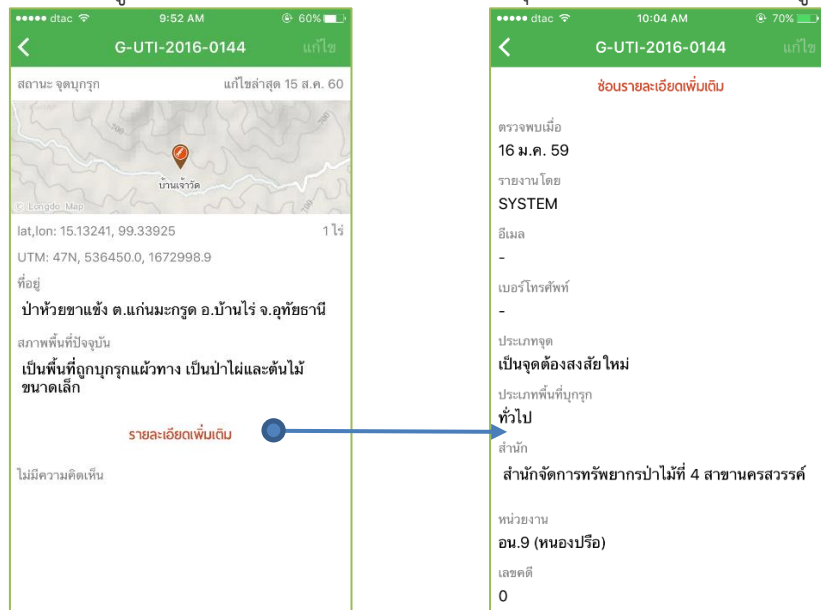 dtac 9:52 AM 60%
G-UTI-2016-0144 แก้ไข
สถานะ จุดบุกรุก แก้ไขล่าสุด 15 ส.ค. 60
700
700
700
บ้านเจ้าวัด
© Longdo Map
lat,lon: 15.13241, 99.33925 1 ไร่
UTM: 47N, 536450.0, 1672998.9
ที่อยู่
ป่าห้วยขาแข้ง ต.แก่นมะกรูด อ.บ้านไร่ จ.อุทัยธานี
สภาพพื้นที่ปัจจุบัน
เป็นพื้นที่ถูกบุกรุกแผ้วทาง เป็นป่าไผ่และต้นไม้
ขนาดเล็ก
รายละเอียดเพิ่มเติม
ไม่มีความคิดเห็น
dtac 10:04 AM 70%
G-UTI-2016-0144 แก้ไข
ซ่อนรายละเอียดเพิ่มเติม
ตรวจพบเมื่อ
16 ม.ค. 59
รายงานโดย
SYSTEM
อีเมล
-
เบอร์โทรศัพท์
-
ประเภทจุด
เป็นจุดต้องสงสัยใหม่
ประเภทพื้นที่บุกรุก
ทั่วไป
สำนัก
สำนักจัดการทรัพยากรป่าไม้ที่ 4 สาขานครสวรรค์
หน่วยงาน
อน.9 (หนองปรือ)
เลขคดี
0